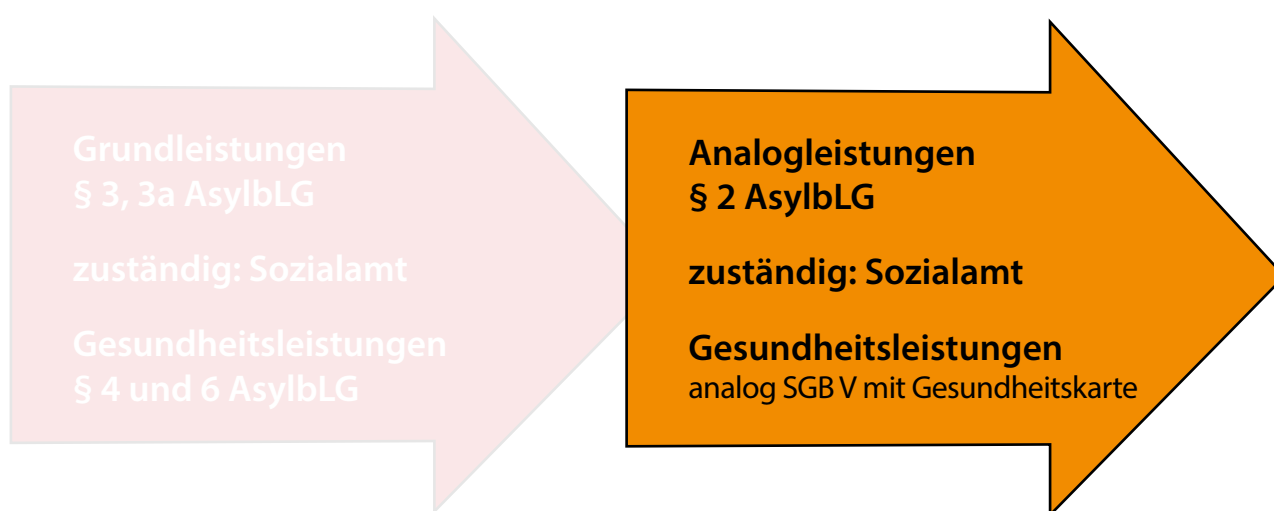 Grundleistungen
§ 3, 3a AsylbLG
zuständig: Sozialamt
Gesundheitsleistungen
§ 4 und 6 AsylbLG
Analogleistungen
§ 2 AsylbLG
zuständig: Sozialamt
Gesundheitsleistungen
analog SGB V mit Gesundheitskarte